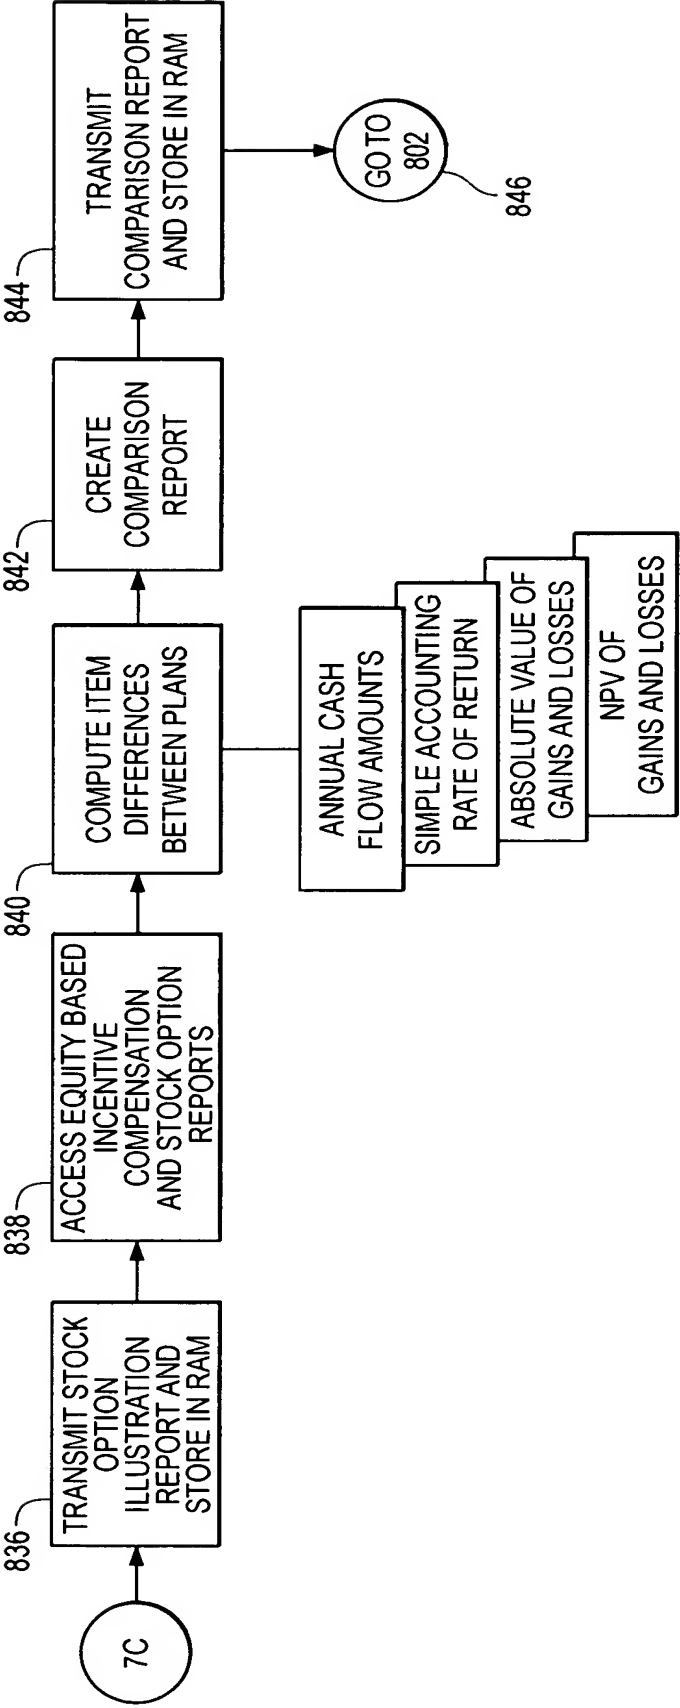 7C
836
TRANSMIT STOCK
OPTION
ILLUSTRATION
REPORT AND
STORE IN RAM
838
ACCESS EQUITY BASED
INCENTIVE
COMPENSATION
AND STOCK OPTION
REPORTS
840
COMPUTE ITEM
DIFFERENCES
BETWEEN PLANS
ANNUAL CASH
FLOW AMOUNTS
SIMPLE ACCOUNTING
RATE OF RETURN
ABSOLUTE VALUE OF
GAINS AND LOSSES
NPV OF
GAINS AND LOSSES
842
CREATE
COMPARISON
REPORT
844
TRANSMIT
COMPARISON REPORT
AND STORE IN RAM
GO TO
802
846